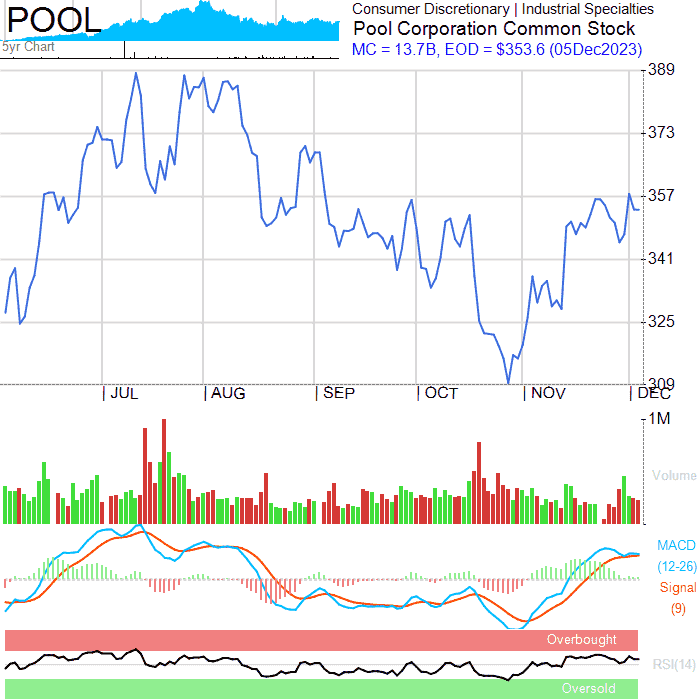 POOL
5yr Chart
Consumer Discretionary | Industrial Specialties
Pool Corporation Common Stock
MC = 13.7B, EOD = $353.6 (05Dec2023)
389
373
357
341
325
309
| JUL | AUG | SEP | OCT | NOV | DEC
1M
Volume
MACD
(12-26)
Signal
(9)
Overbought
RSI(14)
Oversold